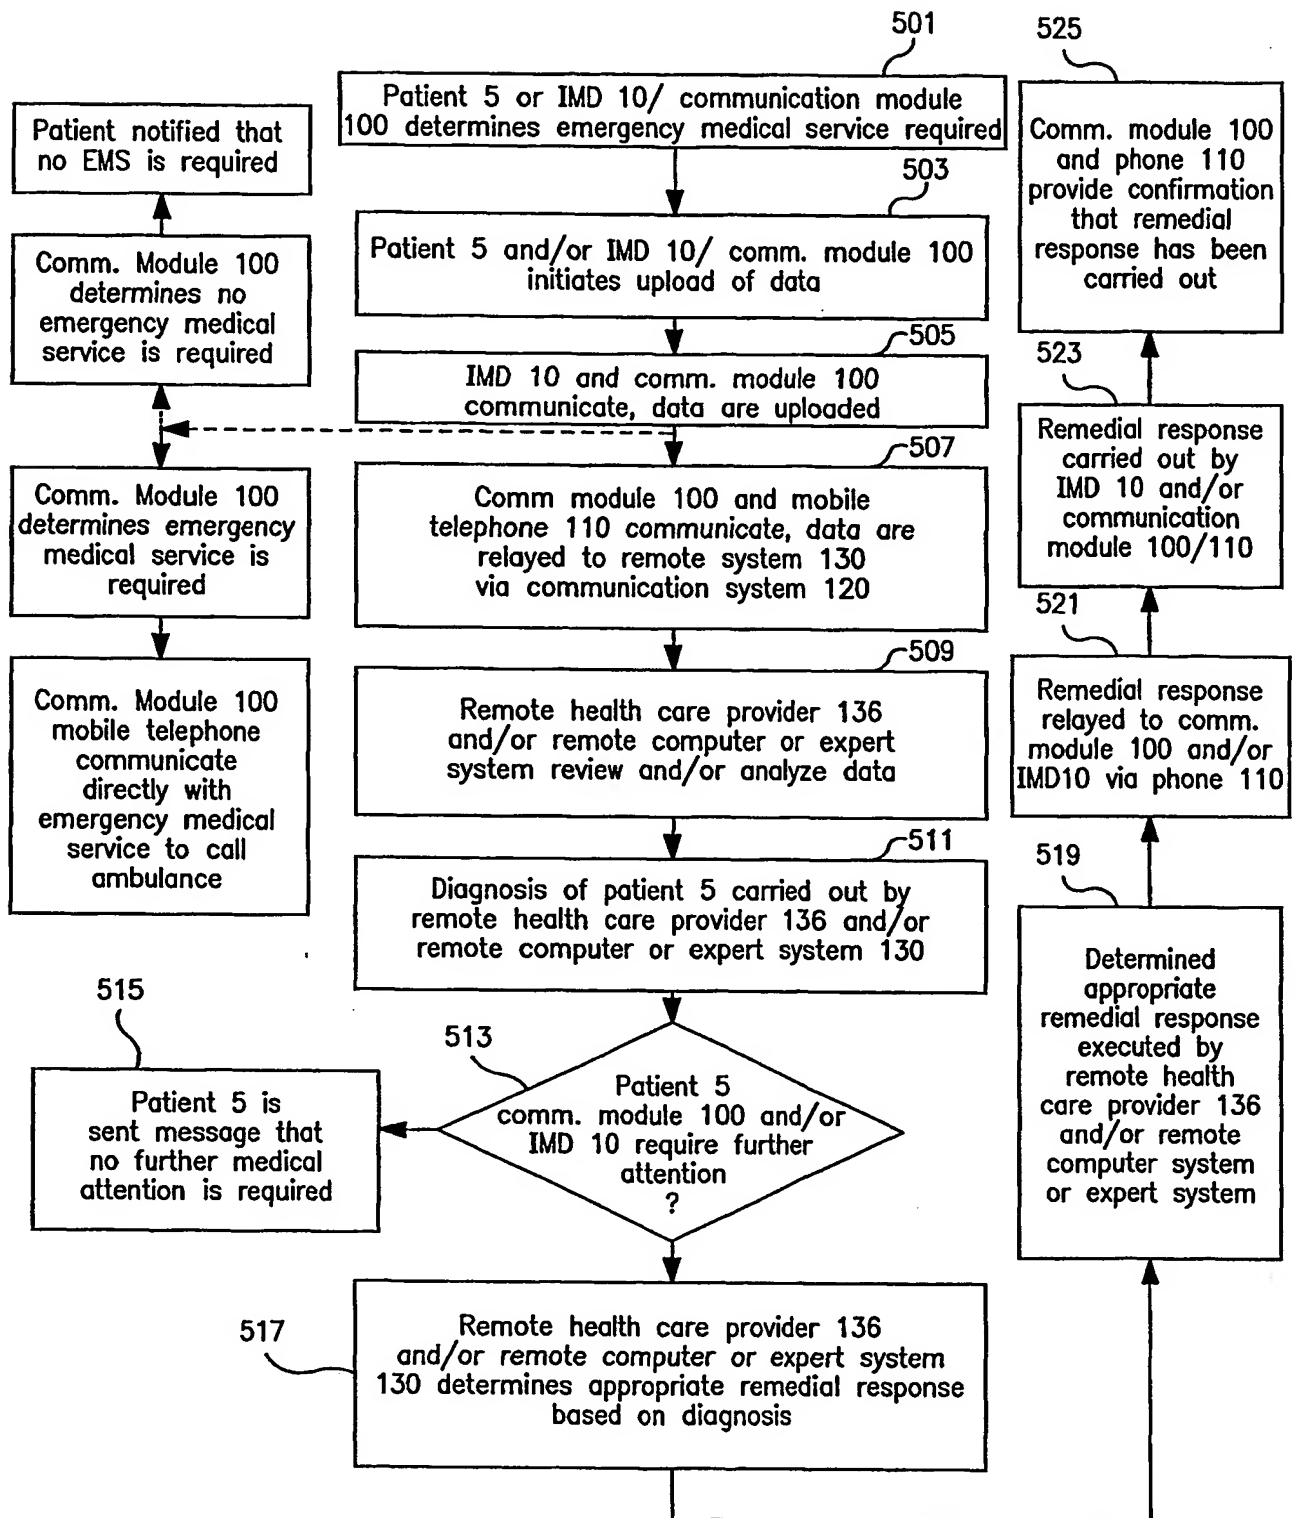 501
Patient 5 or IMD 10/ communication module
100 determines emergency medical service required
503
Patient 5 and/or IMD 10/ comm. module 100
initiates upload of data
505
IMD 10 and comm. module 100
communicate, data are uploaded
Patient notified that
no EMS is required
Comm. Module 100
determines no
emergency medical
service is required
Comm. Module 100
determines emergency
medical service is
required
Comm. Module 100
mobile telephone
communicate
directly with
emergency medical
service to call
ambulance
507
Comm module 100 and mobile
telephone 110 communicate, data are
relayed to remote system 130
via communication system 120
509
Remote health care provider 136
and/or remote computer or expert
system review and/or analyze data
511
Diagnosis of patient 5 carried out by
remote health care provider 136 and/or
remote computer or expert system 130
513
Patient 5
comm. module 100 and/or
IMD 10 require further
attention
?
515
Patient 5 is
sent message that
no further medical
attention is required
517
Remote health care provider 136
and/or remote computer or expert system
130 determines appropriate remedial response
based on diagnosis
519
Determined
appropriate
remedial response
executed by
remote health
care provider 136
and/or remote
computer system
or expert system
521
Remedial response
relayed to comm.
module 100 and/or
IMD10 via phone 110
523
Remedial response
carried out by
IMD 10 and/or
communication
module 100/110
525
Comm. module 100
and phone 110
provide confirmation
that remedial
response has been
carried out